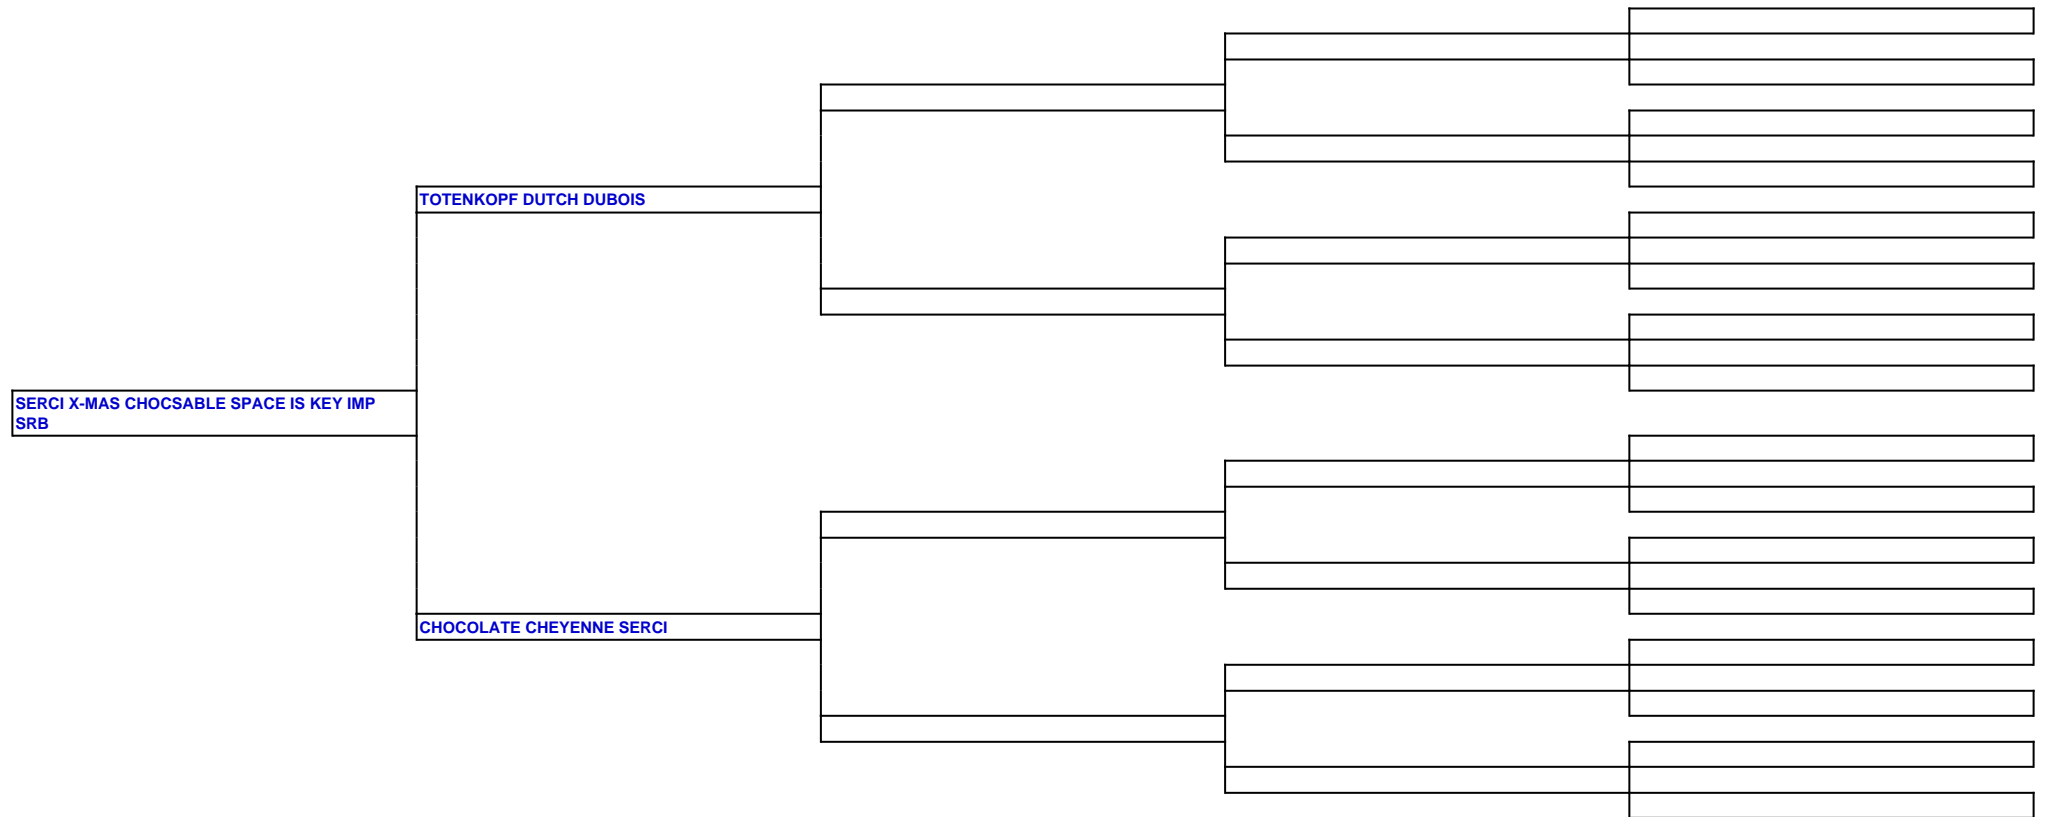 TOTENKOPF DUTCH DUBOIS
SERCI X-MAS CHOCSABLE SPACE IS KEY IMP
SRB
CHOCOLATE CHEYENNE SERCI